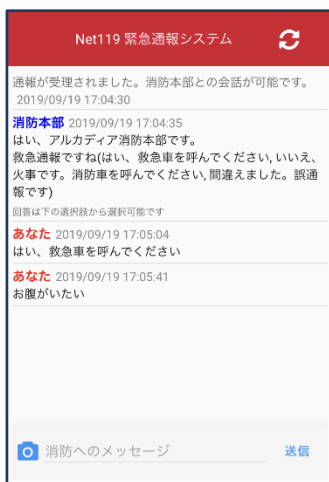 Net119 緊急通報システム
通報が受理されました。消防本部との会話が可能です。
2019/09/19 17:04:30
消防本部 2019/09/19 17:04:35
はい、アルカディア消防本部です。
救急通報ですね(はい、救急車を呼んでください, いいえ、
火事です。消防車を呼んでください, 間違えました。誤通
報です)
回答は下の選択肢から選択可能です
あなた 2019/09/19 17:05:04
はい、救急車を呼んでください
あなた 2019/09/19 17:05:41
お腹がいたい
消防へのメッセージ 送信